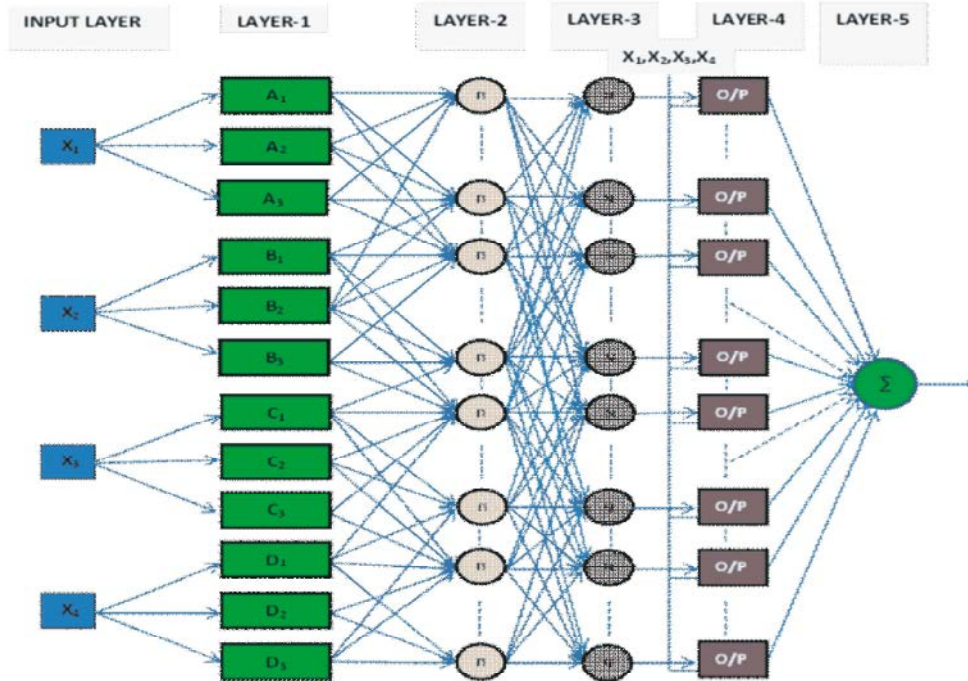 INPUT LAYER LAYER-1 LAYER-2 LAYER-3 LAYER-4 LAYER-5
X₁,X₂,X₃,X₄
A₁ Π N O/P
X₁ A₂
A₃ Π N O/P
B₁ Π N O/P
X₂ B₂
B₃ Π N O/P
Σ
C₁ Π N O/P
X₃ C₂
C₃ Π N O/P
D₁ Π N O/P
X₄ D₂
D₃ Π N O/P